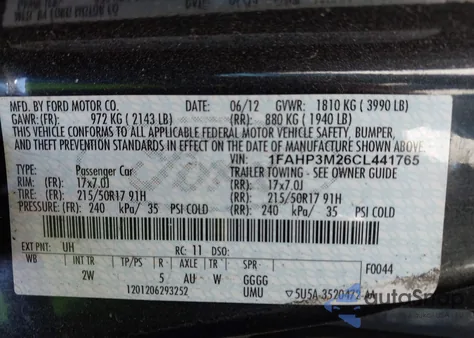 MFD. BY FORD MOTOR CO. DATE: 06/12 GVWR: 1810 KG ( 3990 LB)
GAWR: (FR): 972 KG ( 2143 LB) (RR): 880 KG ( 1940 LB)
THIS VEHICLE CONFORMS TO ALL APPLICABLE FEDERAL MOTOR VEHICLE SAFETY, BUMPER,
AND THEFT PREVENTION STANDARDS IN EFFECT ON THE DATE OF MANUFACTURE SHOWN ABOVE.
VIN: 1FAHP3M26CL441765
TYPE: Passenger Car TRAILER TOWING - SEE OWNER GUIDE
RIM: (FR) 17x7.0J (RR): 17x7.0J
TIRE: (FR) 215/50R17 91H (RR): 215/50R17 91H
PRESSURE: (FR) 240 kPa/ 35 PSI COLD (RR): 240 kPa/ 35 PSI COLD
EXT PNT: UH RC: 11 DSO:
WB INT TR TP/PS R AXLE TR SPR F0044
2W 5 AU W GGGG
1201206293252 UMU 5U5A 3520472-AA
autoSnap